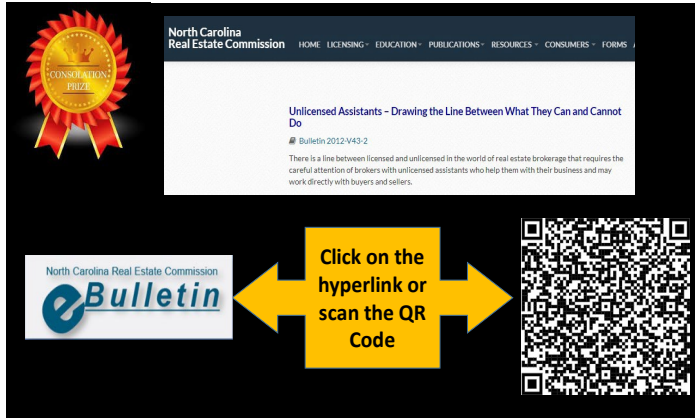 CONSOLATION
PRIZE
North Carolina
Real Estate Commission
HOME LICENSING EDUCATION PUBLICATIONS RESOURCES CONSUMERS FORMS
Unlicensed Assistants – Drawing the Line Between What They Can and Cannot
Do
Bulletin 2012-V43-2
There is a line between licensed and unlicensed in the world of real estate brokerage that requires the
careful attention of brokers with unlicensed assistants who help them with their business and may
work directly with buyers and sellers.
North Carolina Real Estate Commission
eBulletin
Click on the
hyperlink or
scan the QR
Code